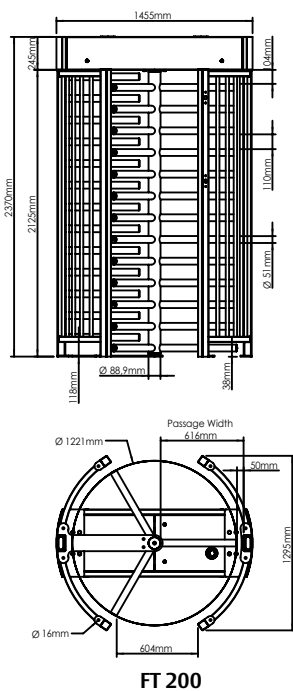 1455mm
245mm
104mm
2370mm
2125mm
110mm
Ø 51mm
Ø 88,9mm
118mm
38mm
Passage Width
Ø 1221mm
616mm
50mm
1295mm
Ø 16mm
604mm
FT 200